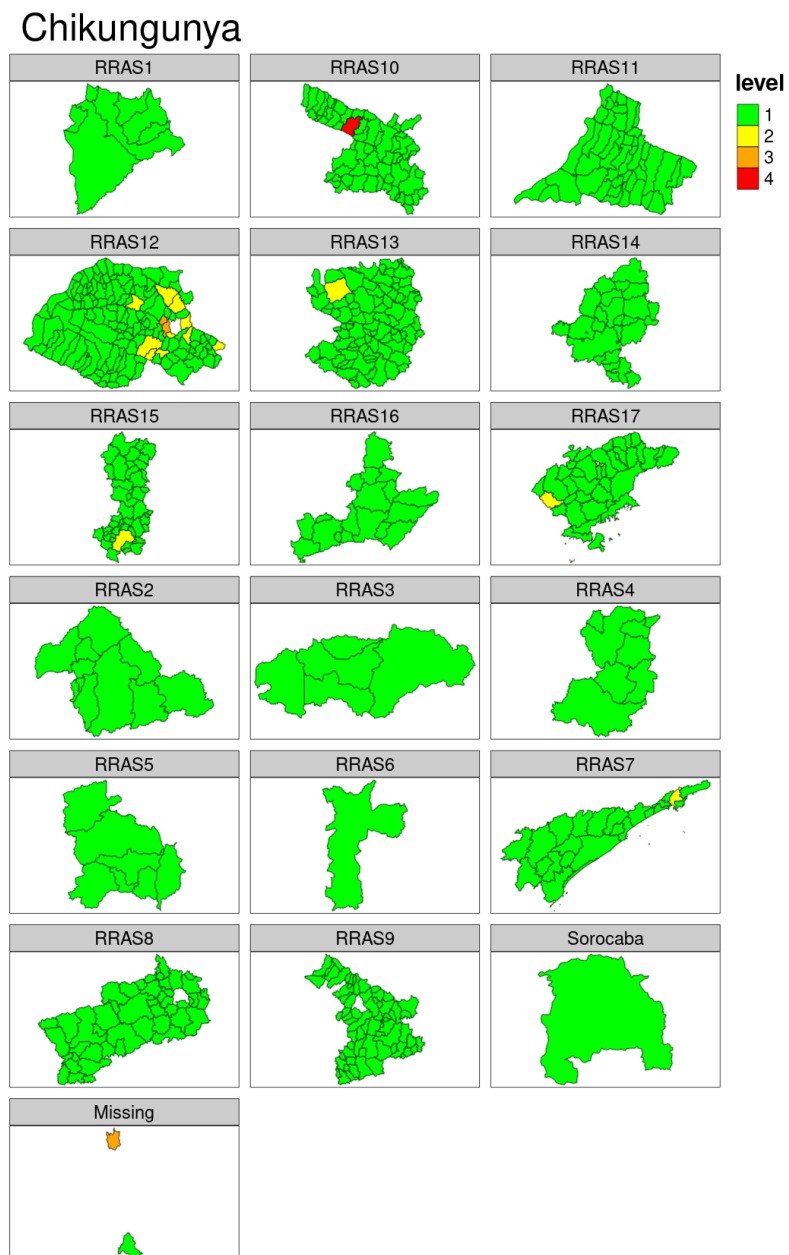 Chikungunya
RRAS1
RRAS10
RRAS11
level
1
2
3
4
RRAS12
RRAS13
RRAS14
RRAS15
RRAS16
RRAS17
RRAS2
RRAS3
RRAS4
RRAS5
RRAS6
RRAS7
RRAS8
RRAS9
Sorocaba
Missing